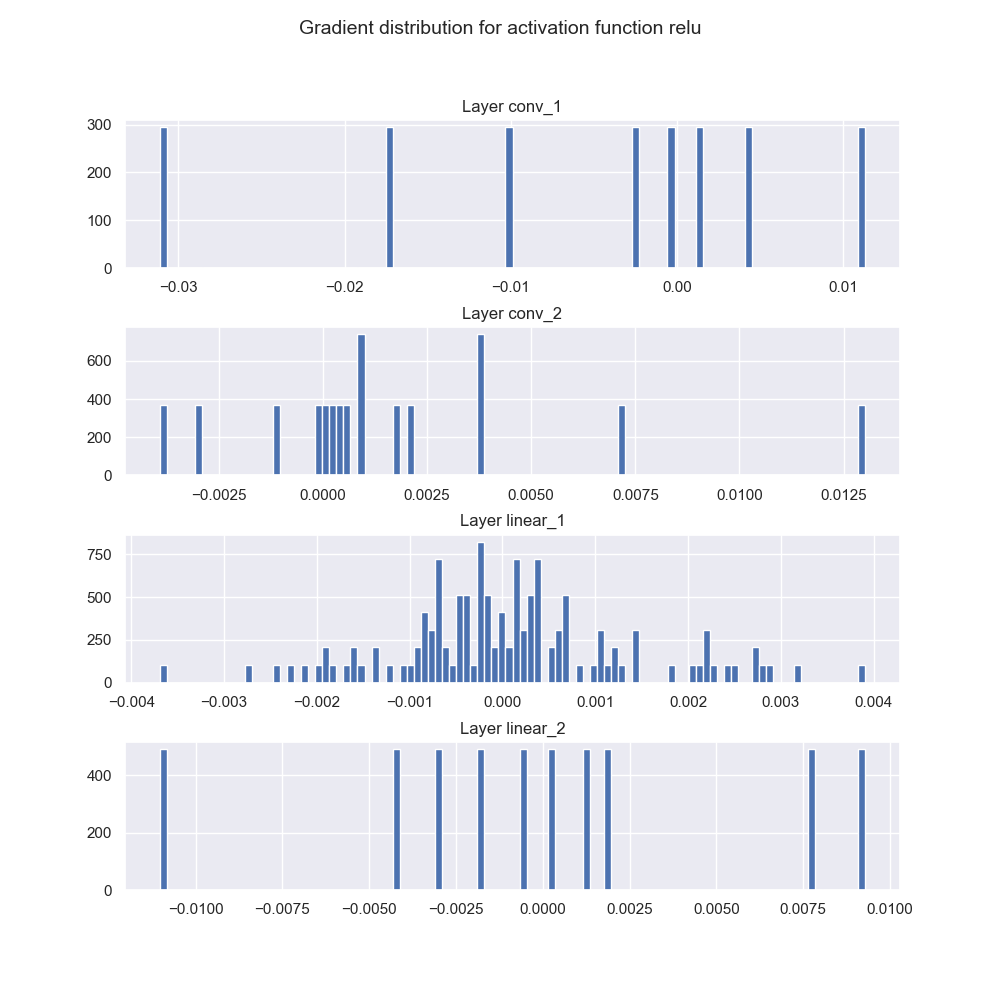 Gradient distribution for activation function relu
Layer conv_1
300
200
100
0
−0.03 −0.02 −0.01 0.00 0.01
Layer conv_2
600
400
200
0
−0.0025 0.0000 0.0025 0.0050 0.0075 0.0100 0.0125
Layer linear_1
750
500
250
0
−0.004 −0.003 −0.002 −0.001 0.000 0.001 0.002 0.003 0.004
Layer linear_2
400
200
0
−0.0100 −0.0075 −0.0050 −0.0025 0.0000 0.0025 0.0050 0.0075 0.0100